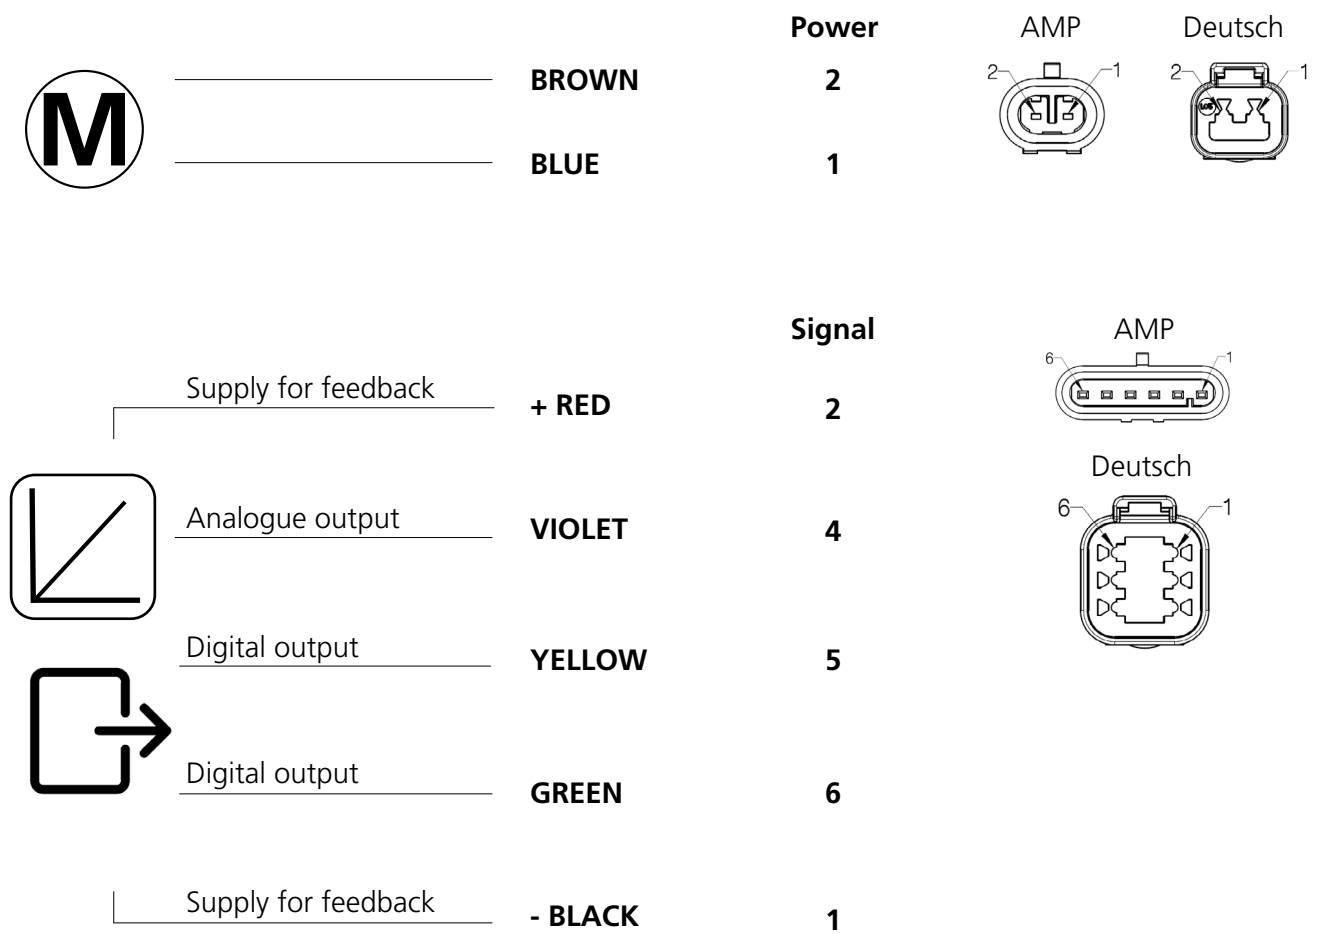 Power AMP Deutsch
M BROWN 2 2 1 2 1
BLUE 1
Signal AMP
6 1
Supply for feedback + RED 2
Deutsch
6 1
Analogue output VIOLET 4
Digital output YELLOW 5
Digital output GREEN 6
Supply for feedback - BLACK 1